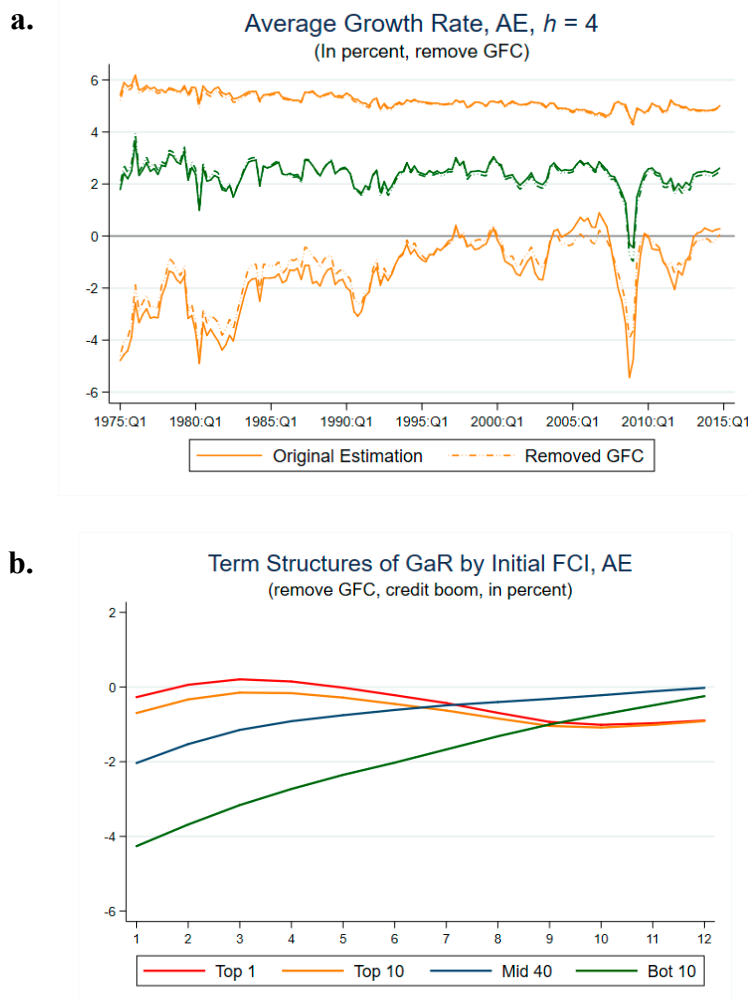 a.
Average Growth Rate, AE, h = 4
(In percent, remove GFC)
6
4
2
0
-2
-4
-6
1975:Q1 1980:Q1 1985:Q1 1990:Q1 1995:Q1 2000:Q1 2005:Q1 2010:Q1 2015:Q1
Original Estimation Removed GFC
b.
Term Structures of GaR by Initial FCI, AE
(remove GFC, credit boom, in percent)
2
0
-2
-4
-6
1 2 3 4 5 6 7 8 9 10 11 12
Top 1 Top 10 Mid 40 Bot 10